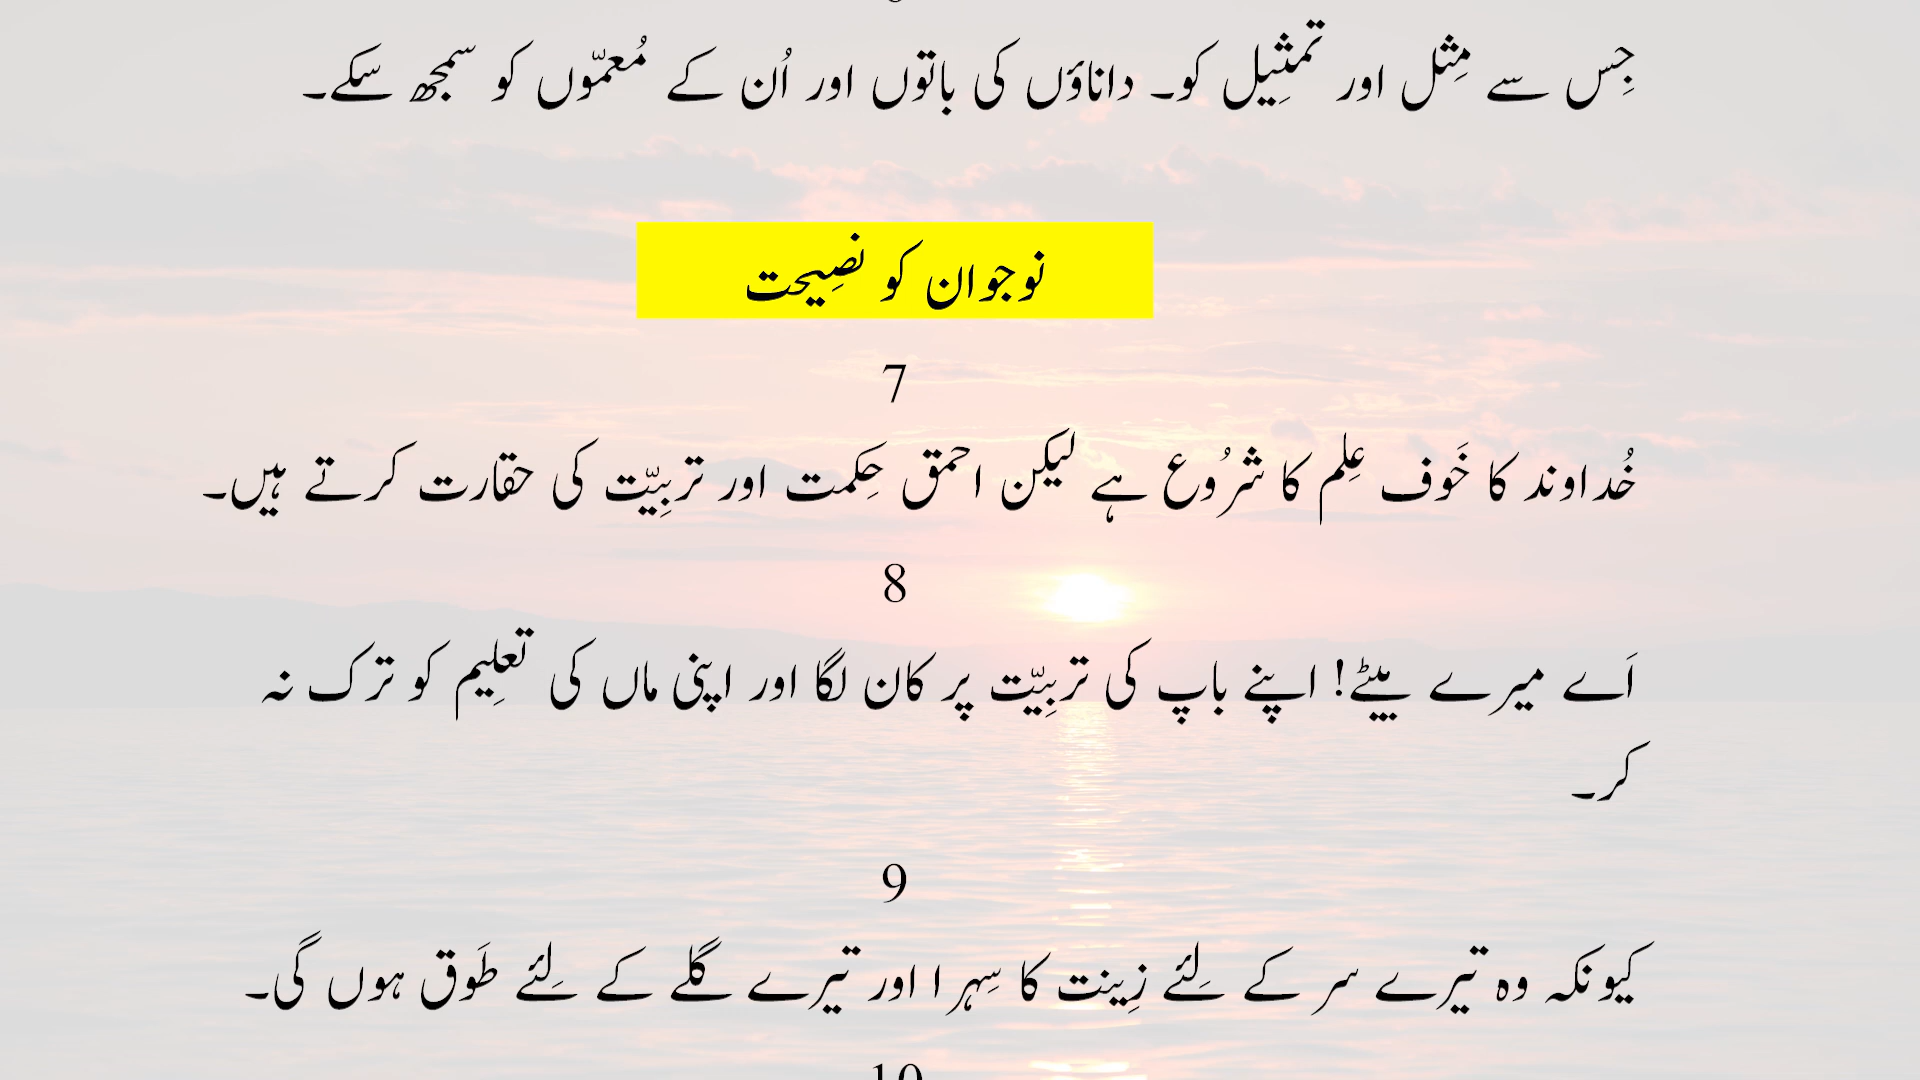 جِس سے مِثل اور تمثِیل کو۔ داناؤں کی باتوں اور اُن کے مُعمّوں کو سمجھ سکے۔
نوجوان کو نصِیحت
7
خُداوند کا خَوف عِلم کا شرُوع ہے لیکن احمق حِکمت اور تربِیّت کی حقارت کرتے ہیں۔
8
اَے میرے بیٹے! اپنے باپ کی تربِیّت پر کان لگا اور اپنی ماں کی تعلِیم کو ترک نہ
کر۔
9
کیونکہ وہ تیرے سر کے لِئے زِینت کا سِہرا اور تیرے گلے کے لِئے طَوق ہوں گی۔
10